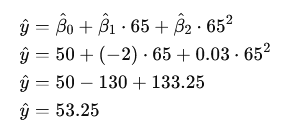 ŷ = β̂₀ + β̂₁ · 65 + β̂₂ · 65²
ŷ = 50 + (−2) · 65 + 0.03 · 65²
ŷ = 50 − 130 + 133.25
ŷ = 53.25